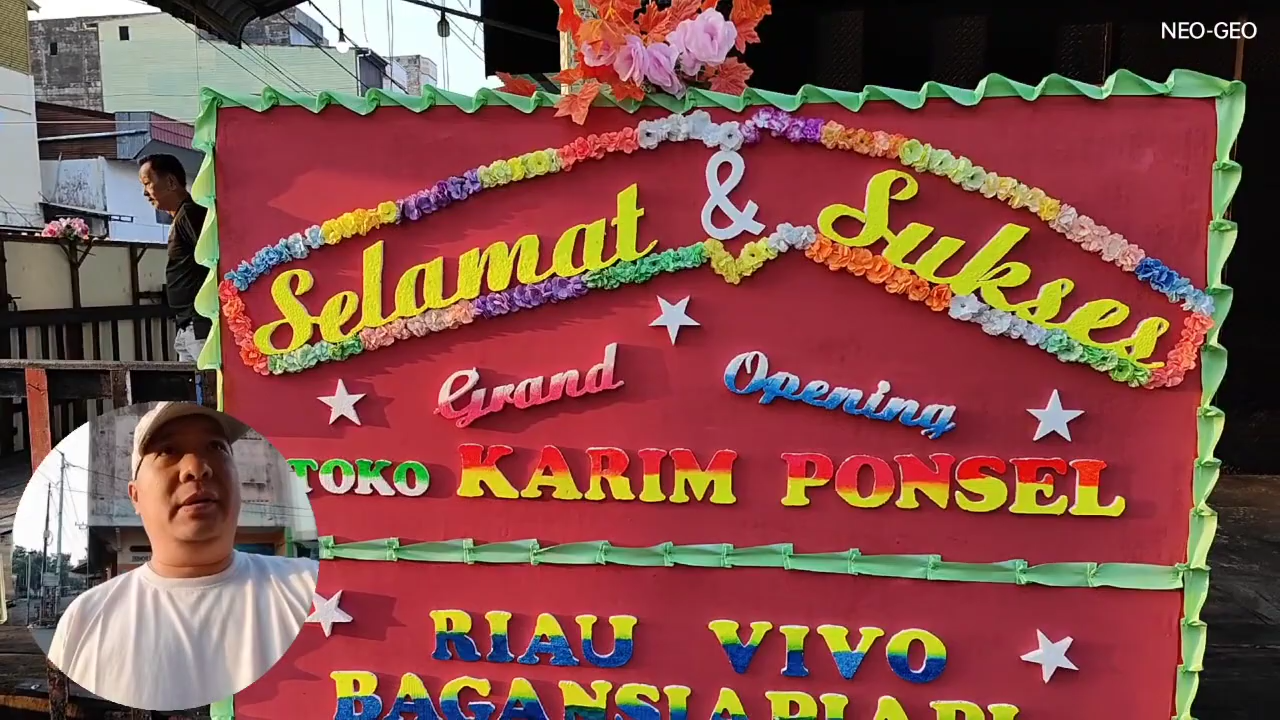 NEO-GEO
Selamat & Sukses
Grand Opening
TOKO KARIM PONSEL
RIAU VIVO
BAGANSIAPIAPI